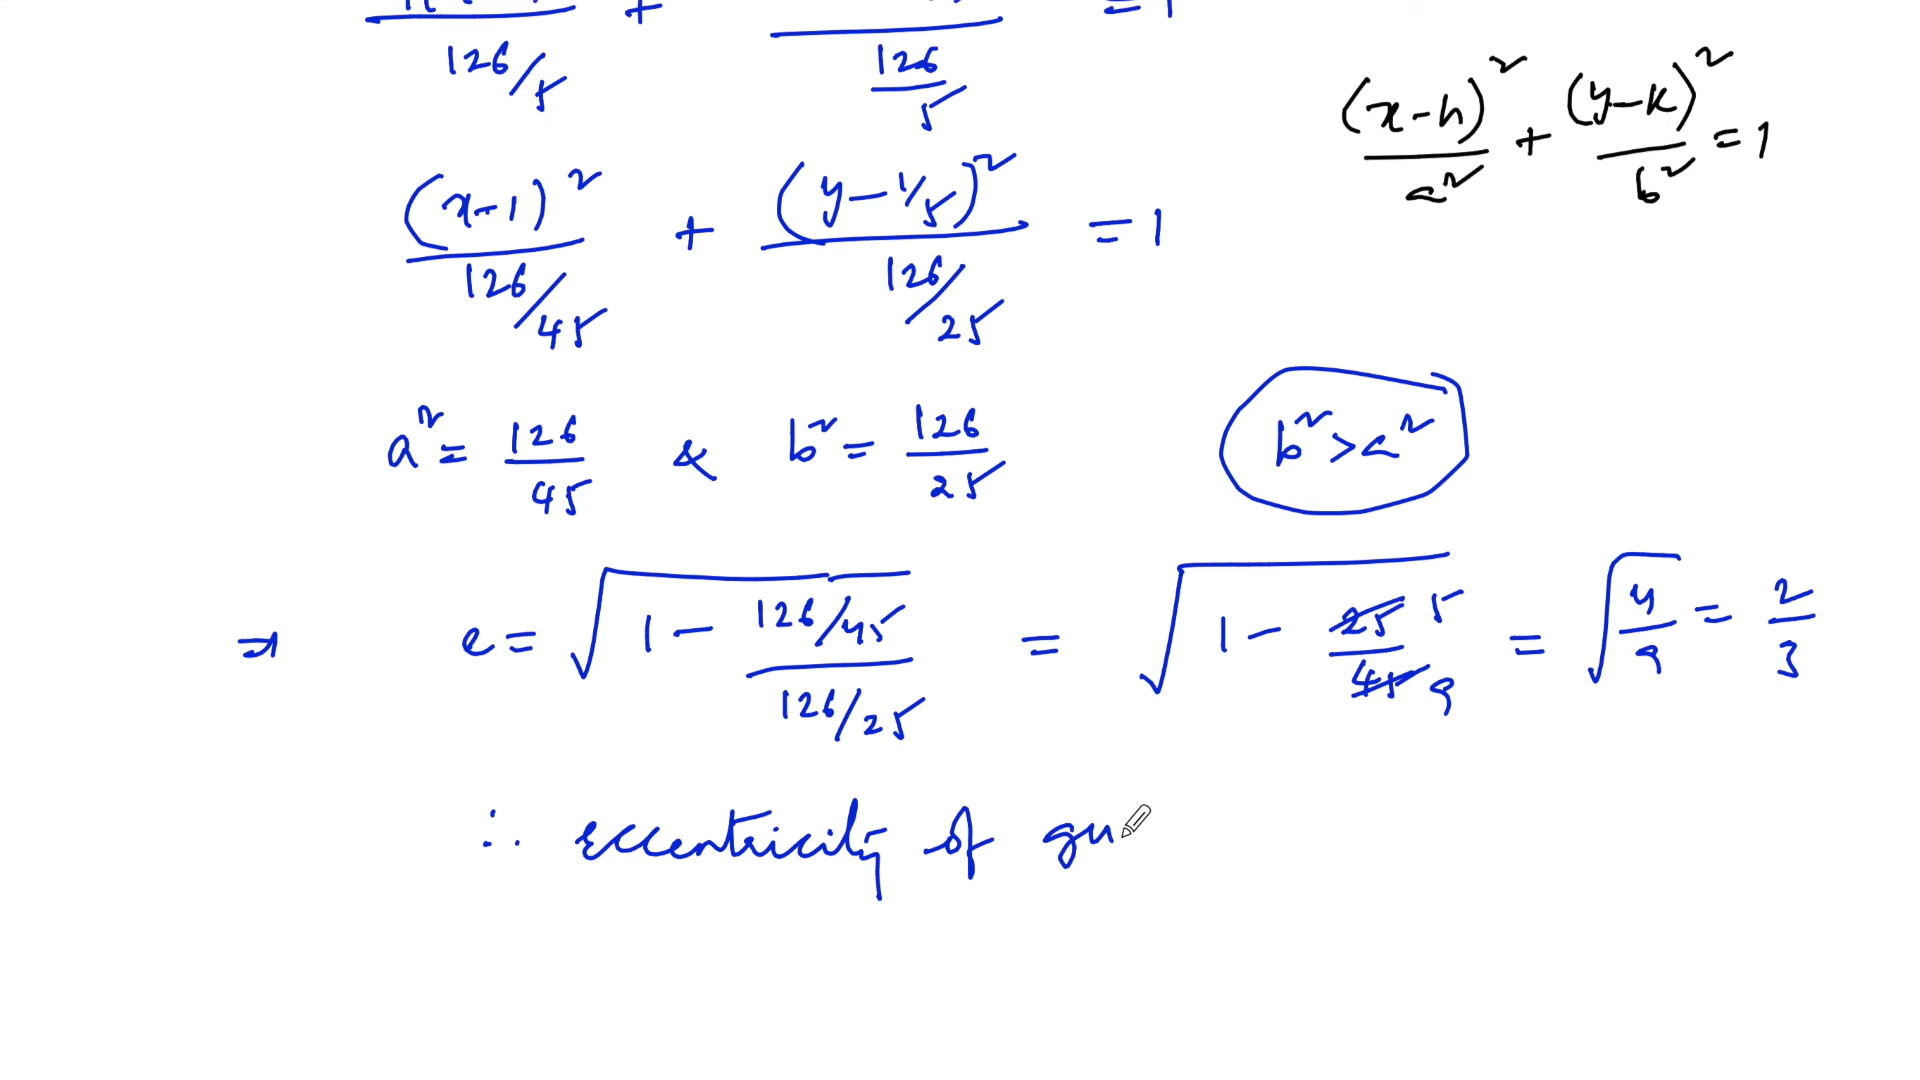 126/5 126/5 = 1
(x-h)²/a² + (y-k)²/b² = 1
(x-1)²/126/45 + (y-1/5)²/126/25 = 1
a² = 126/45 & b² = 126/25 b² > a²
⇒ e = √(1 - 126/45/126/25) = √(1 - 25/45 5/9) = √(4/9) = 2/3
∴ eccentricity of gu